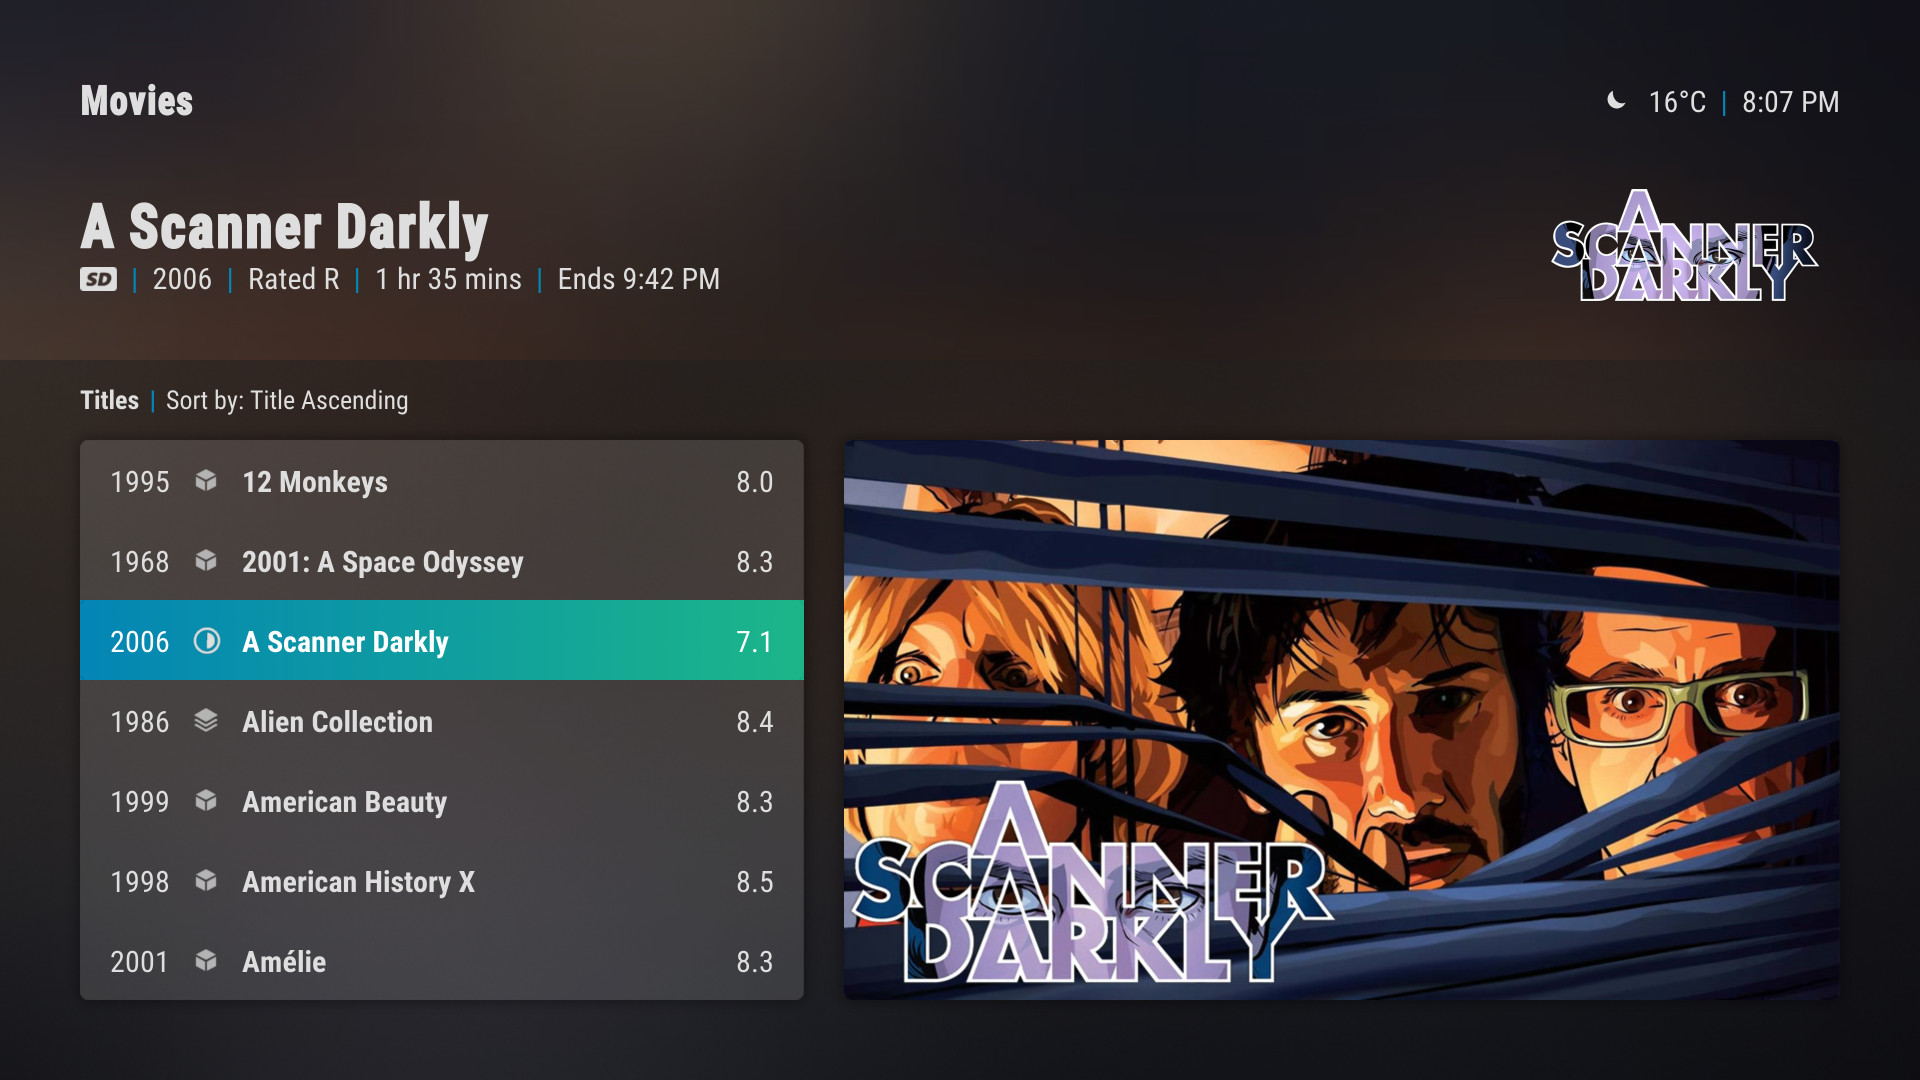 Movies
16°C | 8:07 PM
A Scanner Darkly
SD | 2006 | Rated R | 1 hr 35 mins | Ends 9:42 PM
A
SCANNER
DARKLY
Titles | Sort by: Title Ascending
1995 12 Monkeys 8.0
1968 2001: A Space Odyssey 8.3
2006 A Scanner Darkly 7.1
1986 Alien Collection 8.4
1999 American Beauty 8.3
1998 American History X 8.5
2001 Amélie 8.3
A
SCANNER
DARKLY